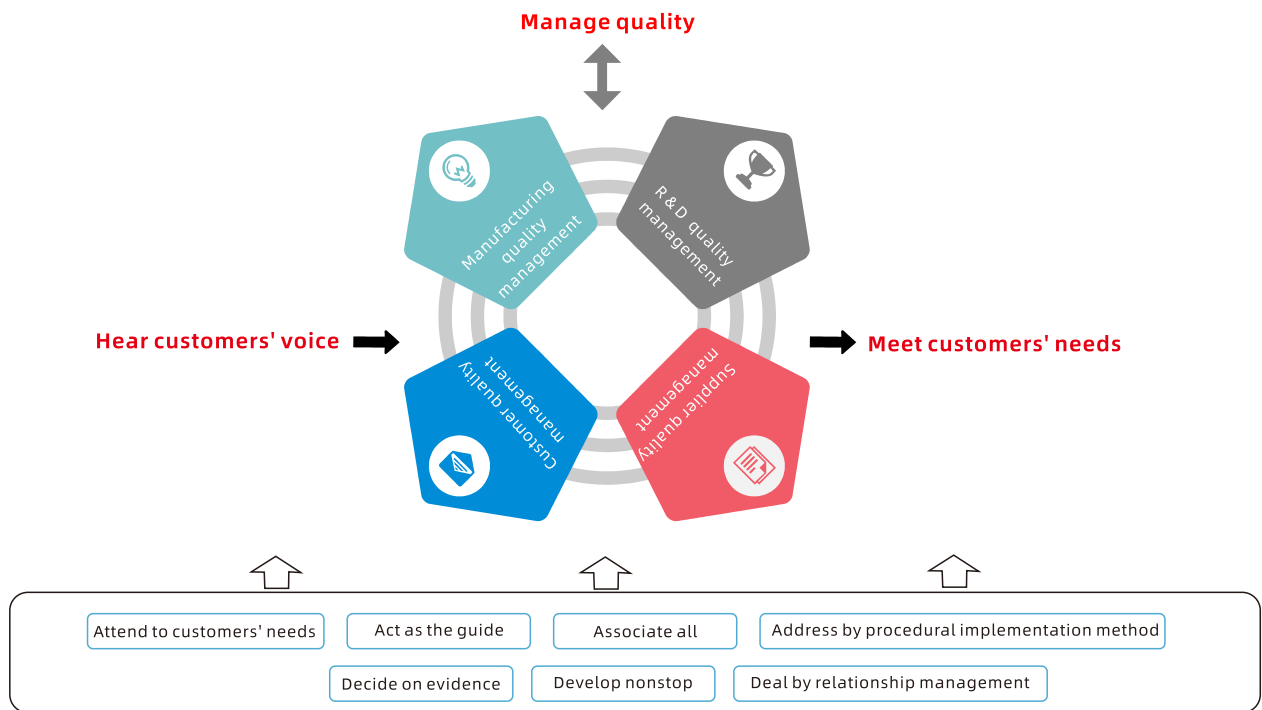 Manage quality
Manufacturing
quality
management
R&D quality
management
Hear customers' voice
Meet customers' needs
Customer quality
management
Supplier quality
management
Attend to customers' needs
Act as the guide
Associate all
Address by procedural implementation method
Decide on evidence
Develop nonstop
Deal by relationship management